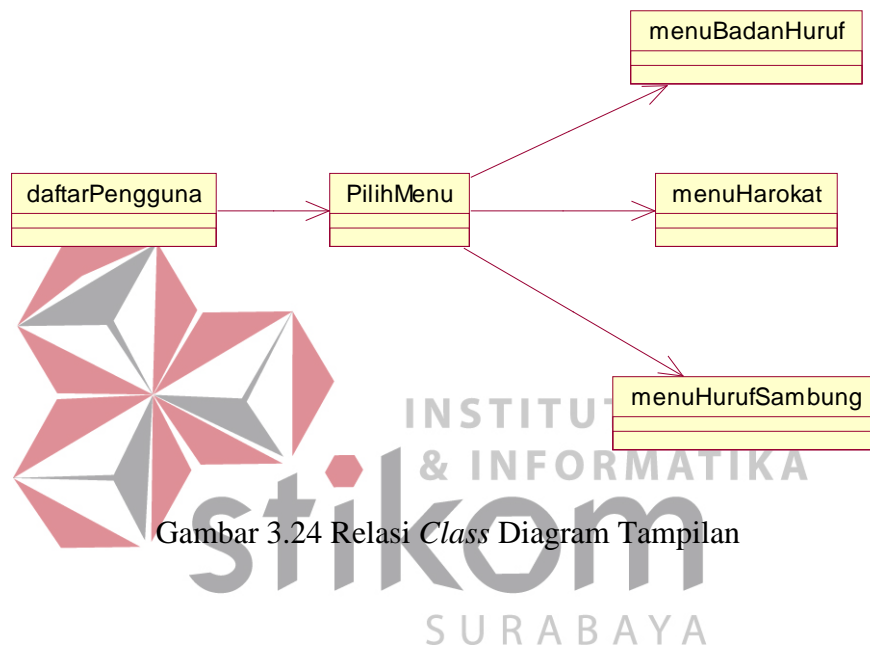 menuBadanHuruf
daftarPengguna
PilihMenu
menuHarokat
menuHurufSambung
INSTITUT
& INFORMATIKA
stikom
Gambar 3.24 Relasi Class Diagram Tampilan
SURABAYA